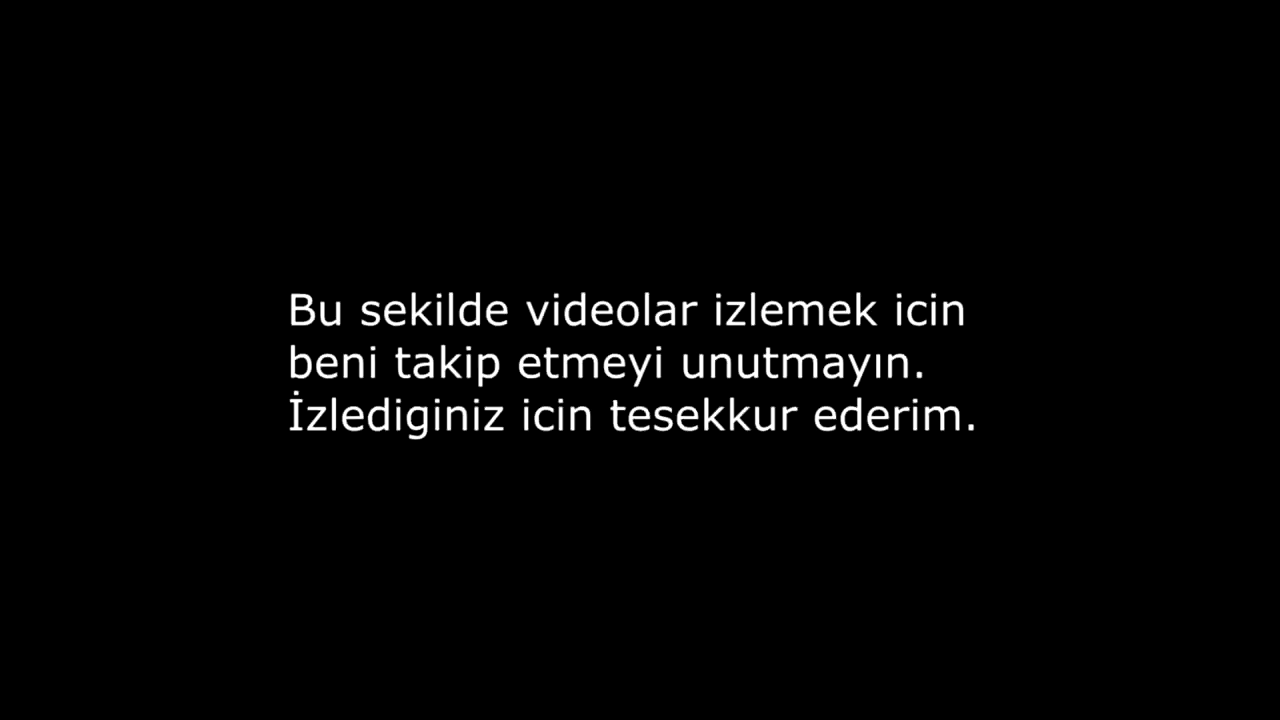 Bu sekilde videolar izlemek icin
beni takip etmeyi unutmayın.
İzlediginiz icin tesekkur ederim.